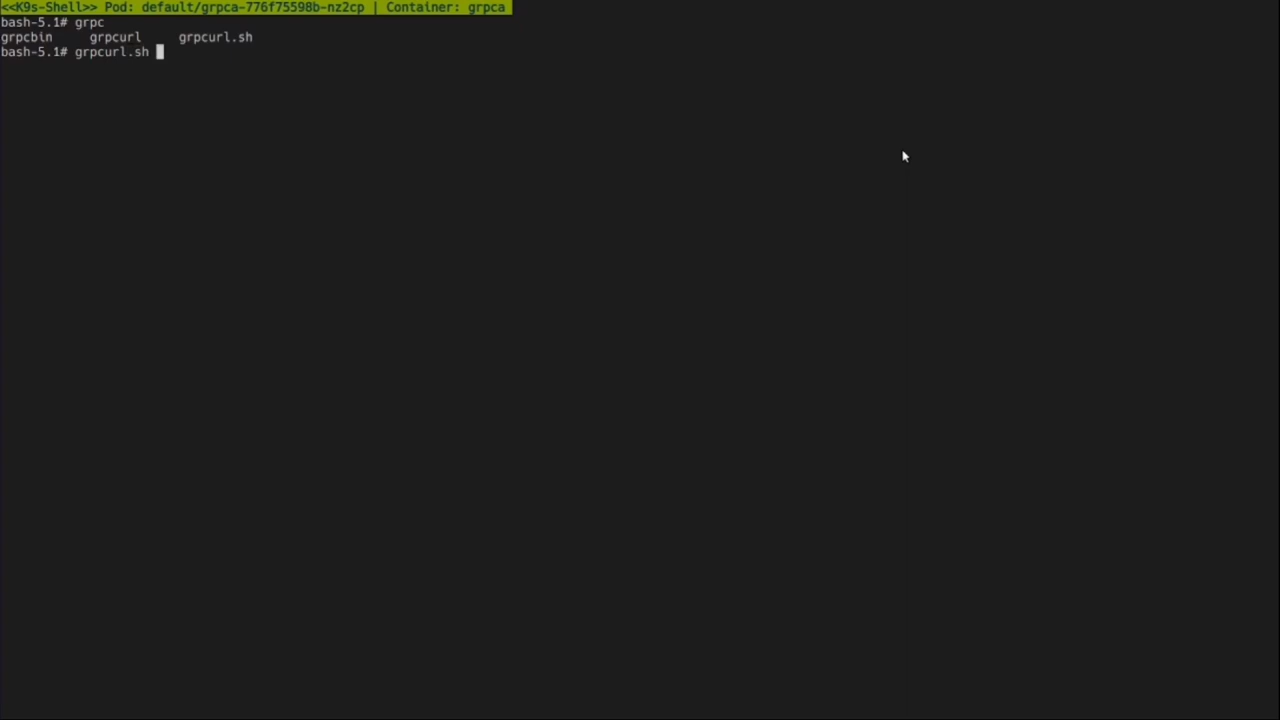 <<K9s-Shell>> Pod: default/grpca-776f75598b-nz2cp | Container: grpca
bash-5.1# grpc
grpcbin     grpcurl     grpcurl.sh
bash-5.1# grpcurl.sh